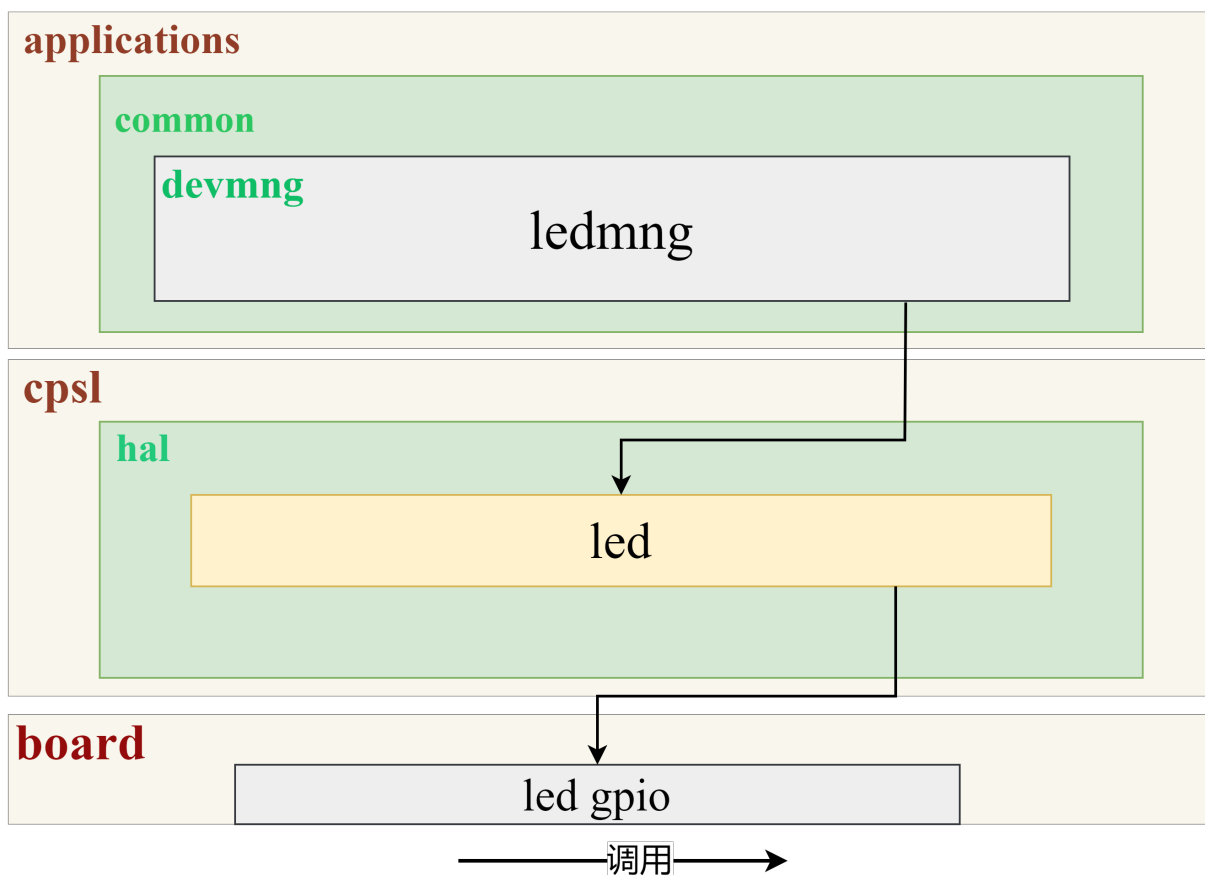 applications
common
devmng
ledmng
cpsl
hal
led
board
led gpio
调用